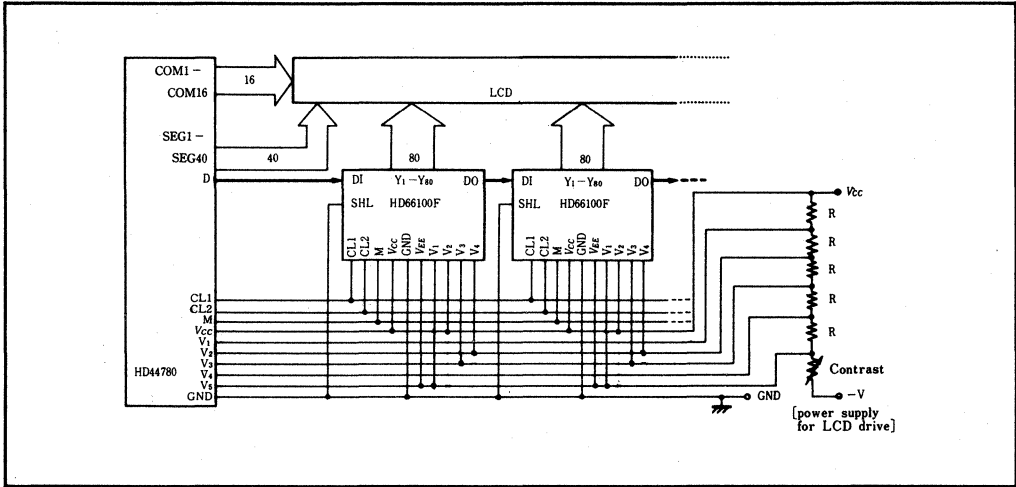 COM1 -
COM16
16
LCD
SEG1 -
SEG40
40
80
80
D
DI Y1-Y80 DO
SHL HD66100F
CL1 CL2 M Vcc GND VEE V1 V2 V3 V4
DI Y1-Y80 DO
SHL HD66100F
CL1 CL2 M Vcc GND VEE V1 V2 V3 V4
Vcc
R
R
R
R
R
Contrast
-V
[power supply
for LCD drive]
CL1
CL2
M
Vcc
V1
V2
V3
V4
V5
GND
HD44780
GND